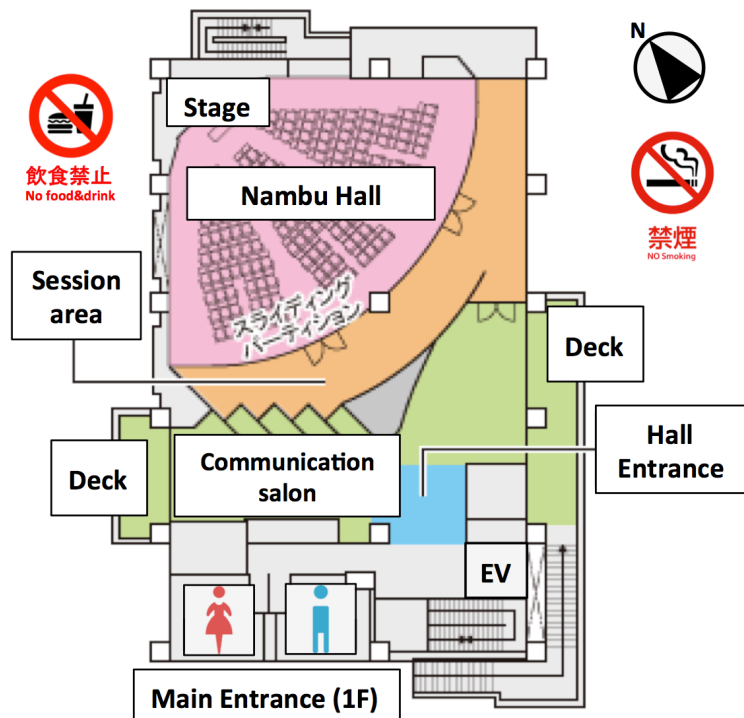 N
Stage
飲食禁止
No food&drink
Nambu Hall
禁煙
NO Smoking
Session
area
スライディング
パーティション
Deck
Hall
Entrance
Communication
salon
Deck
EV
Main Entrance (1F)